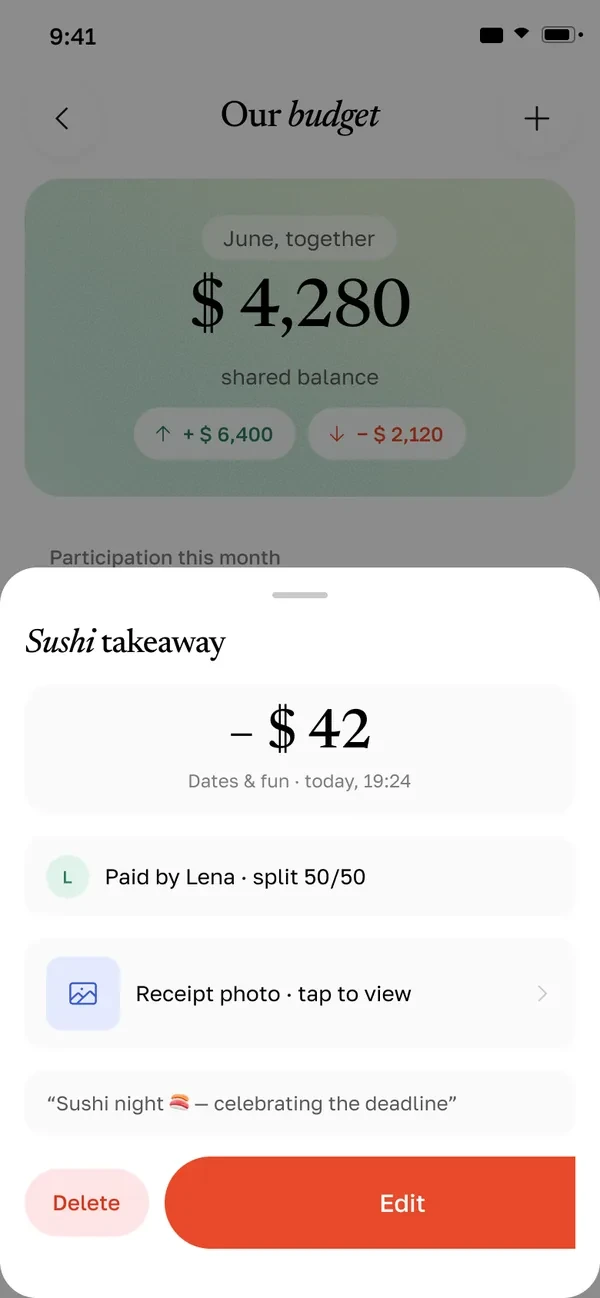 9:41
Our budget
June, together
$ 4,280
shared balance
↑ + $ 6,400
↓ − $ 2,120
Participation this month
Sushi takeaway
− $ 42
Dates & fun · today, 19:24
L
Paid by Lena · split 50/50
Receipt photo · tap to view
“Sushi night 🍣 — celebrating the deadline”
Delete
Edit